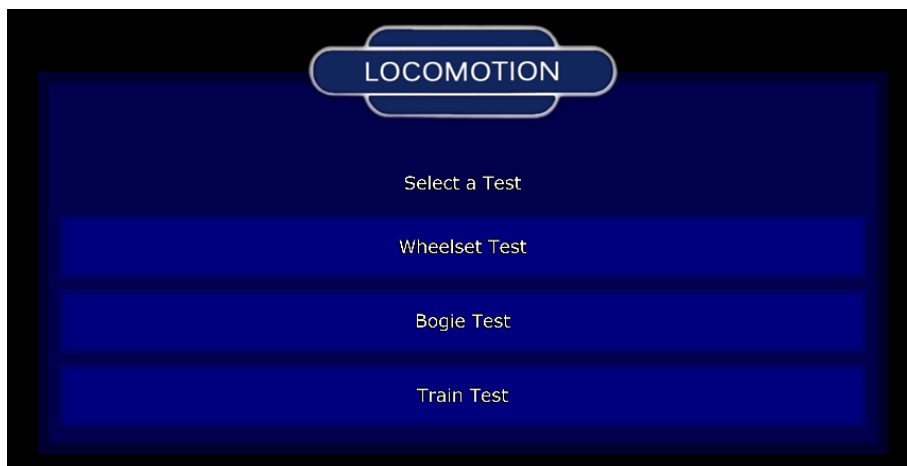 LOCOMOTION
Select a Test
Wheelset Test
Bogie Test
Train Test